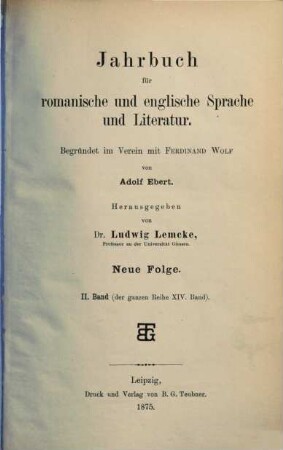 Jahrbuch
für
romanische und englische Sprache
und Literatur.
Begründet im Verein mit FERDINAND WOLF
von
Adolf Ebert.
Herausgegeben
von
Dr. Ludwig Lemcke,
Professor an der Universität Giessen.
Neue Folge.
II. Band (der ganzen Reihe XIV. Band).
BGT
Leipzig,
Druck und Verlag von B. G. Teubner.
1875.